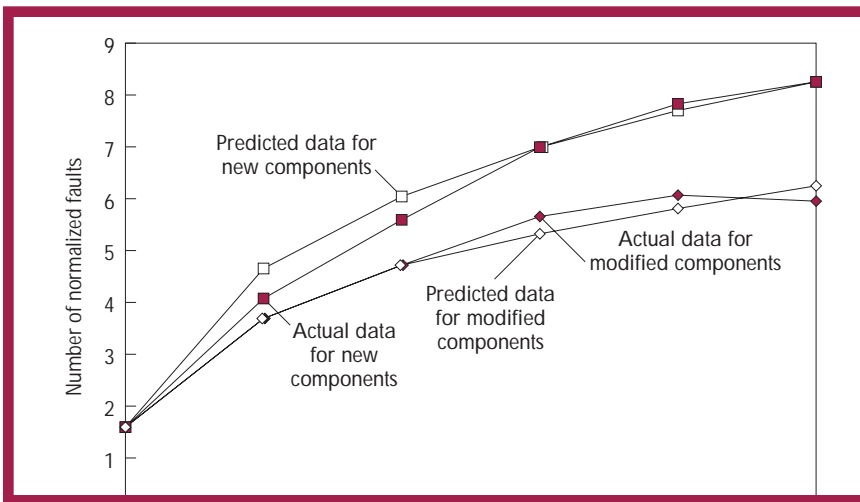 9
8
7
6
5
4
3
2
1
Number of normalized faults
Predicted data for
new components
Actual data for
modified components
Predicted data
for modified
components
Actual data
for new
components